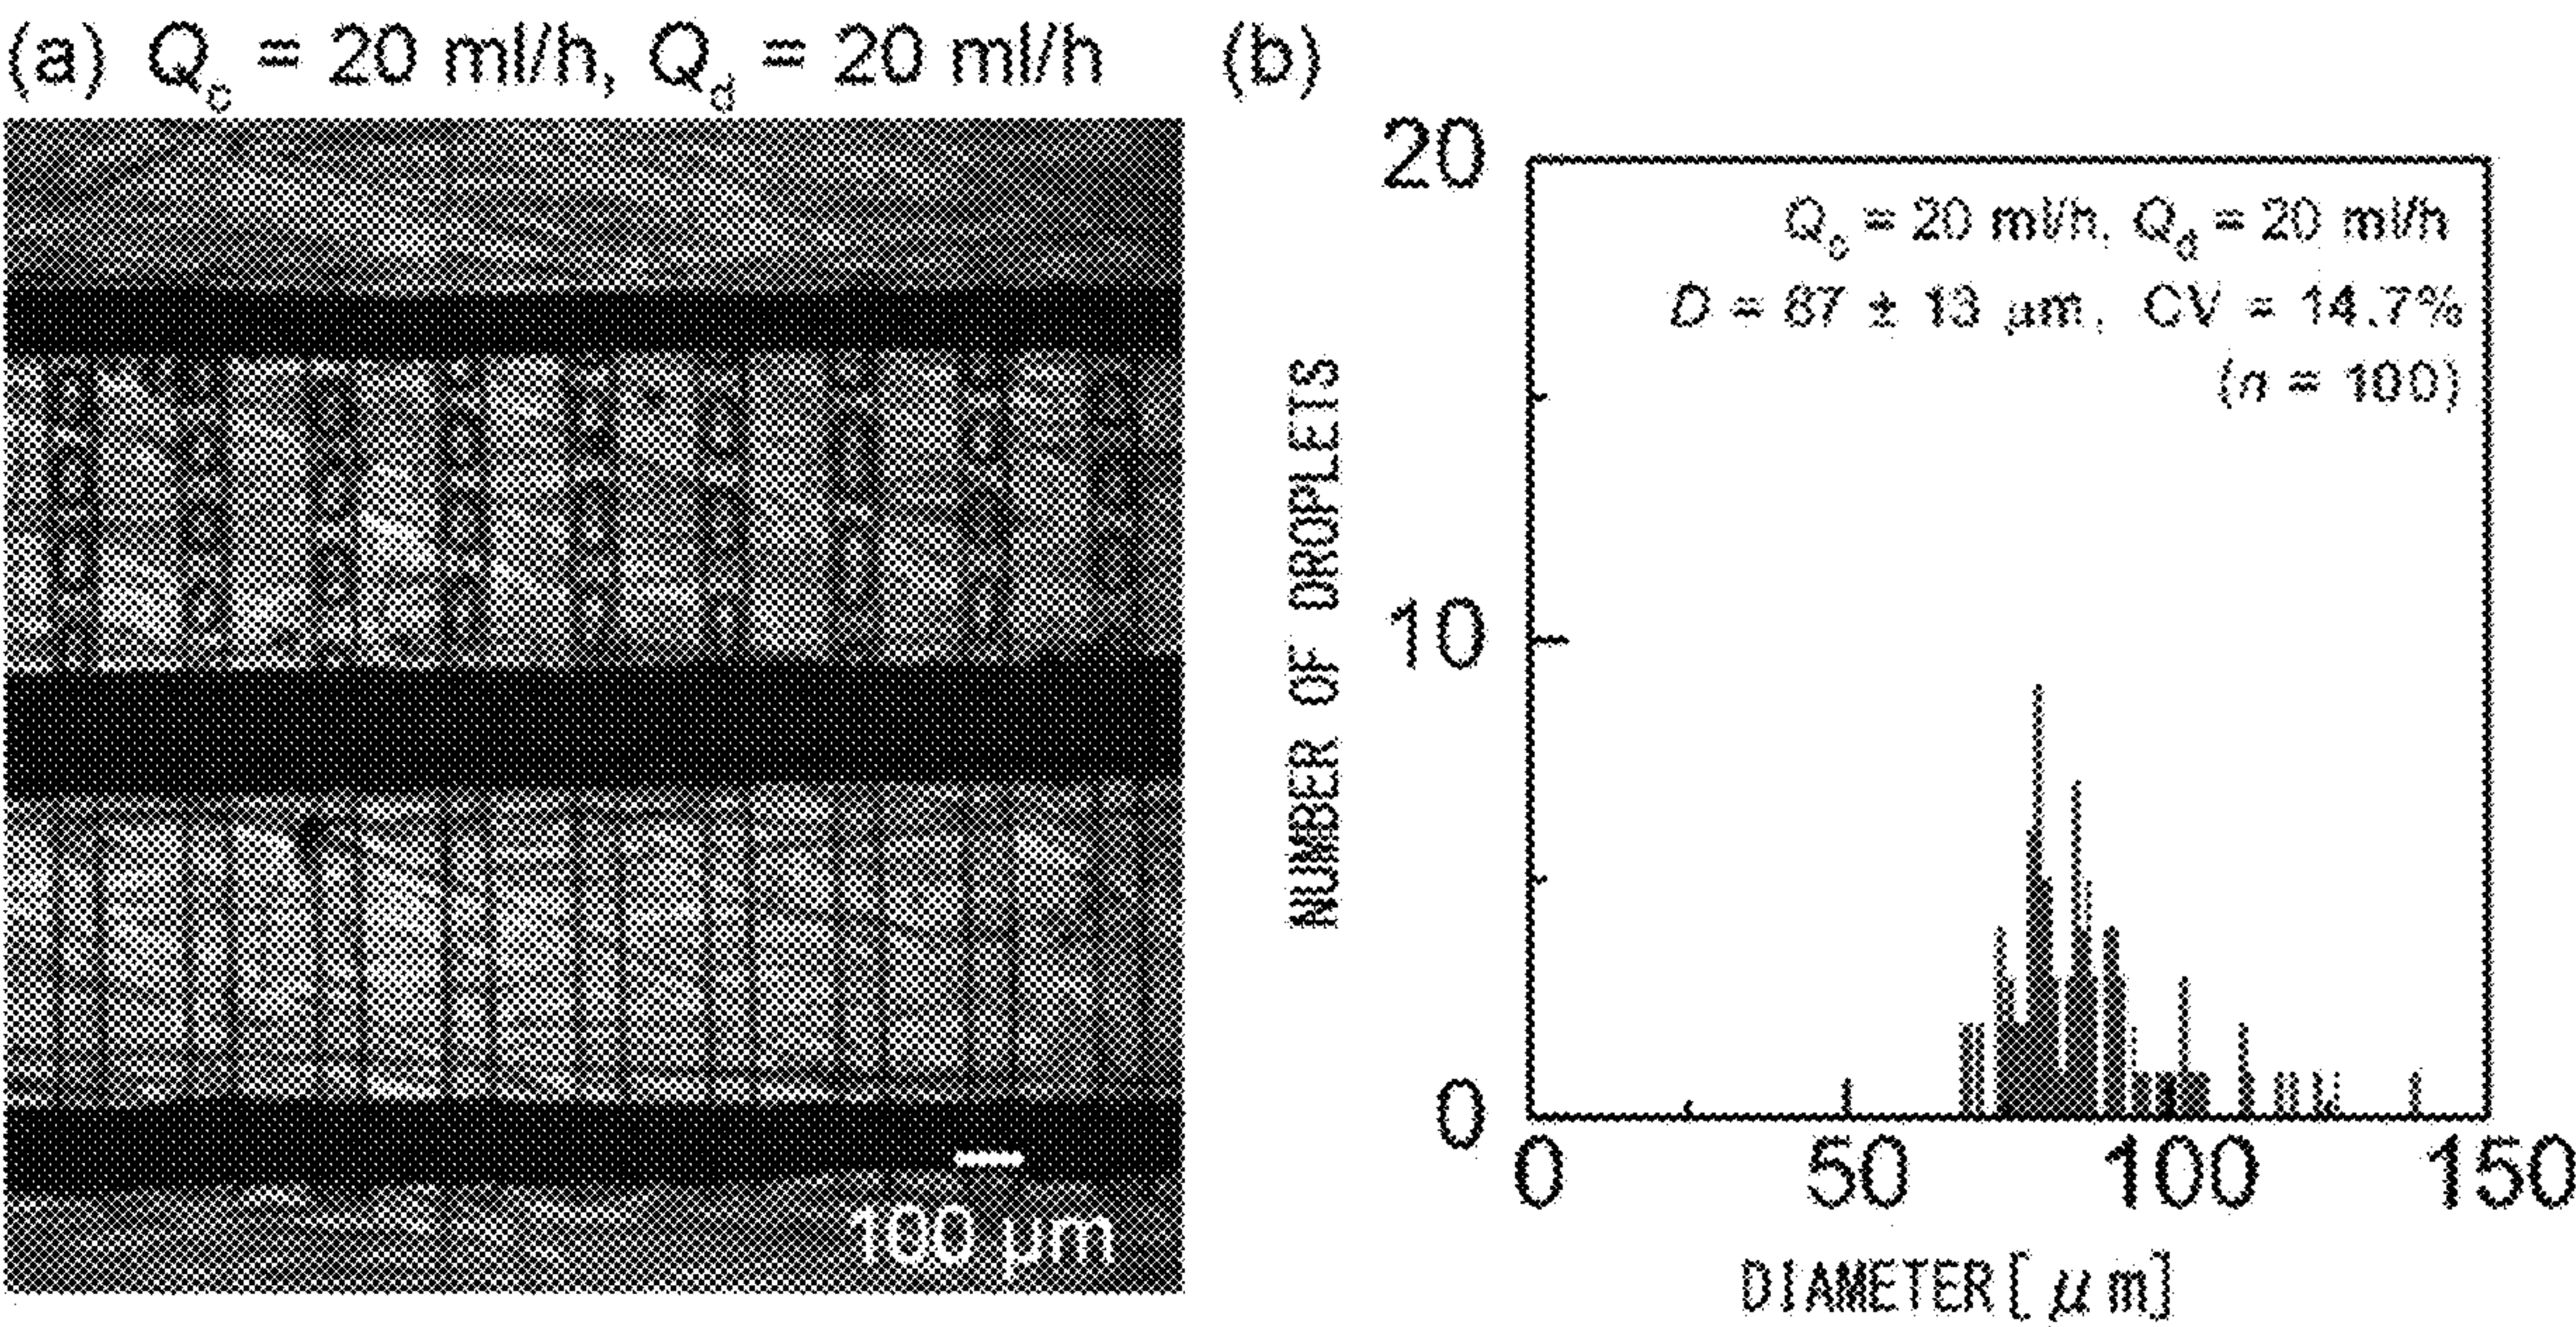 (a) Qc = 20 ml/h, Qd = 20 ml/h
100 μm
(b)
Qc = 20 ml/h, Qd = 20 ml/h
D = 87 ± 13 μm, CV = 14.7%
(n = 100)
NUMBER OF DROPLETS
20
10
0
0 50 100 150
DIAMETER[μm]